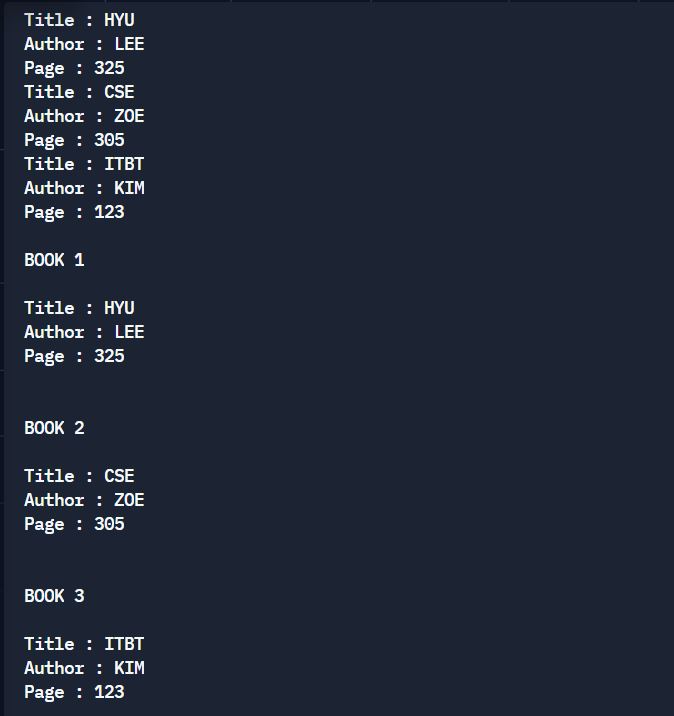 Title : HYU
Author : LEE
Page : 325
Title : CSE
Author : ZOE
Page : 305
Title : ITBT
Author : KIM
Page : 123
BOOK 1
Title : HYU
Author : LEE
Page : 325
BOOK 2
Title : CSE
Author : ZOE
Page : 305
BOOK 3
Title : ITBT
Author : KIM
Page : 123